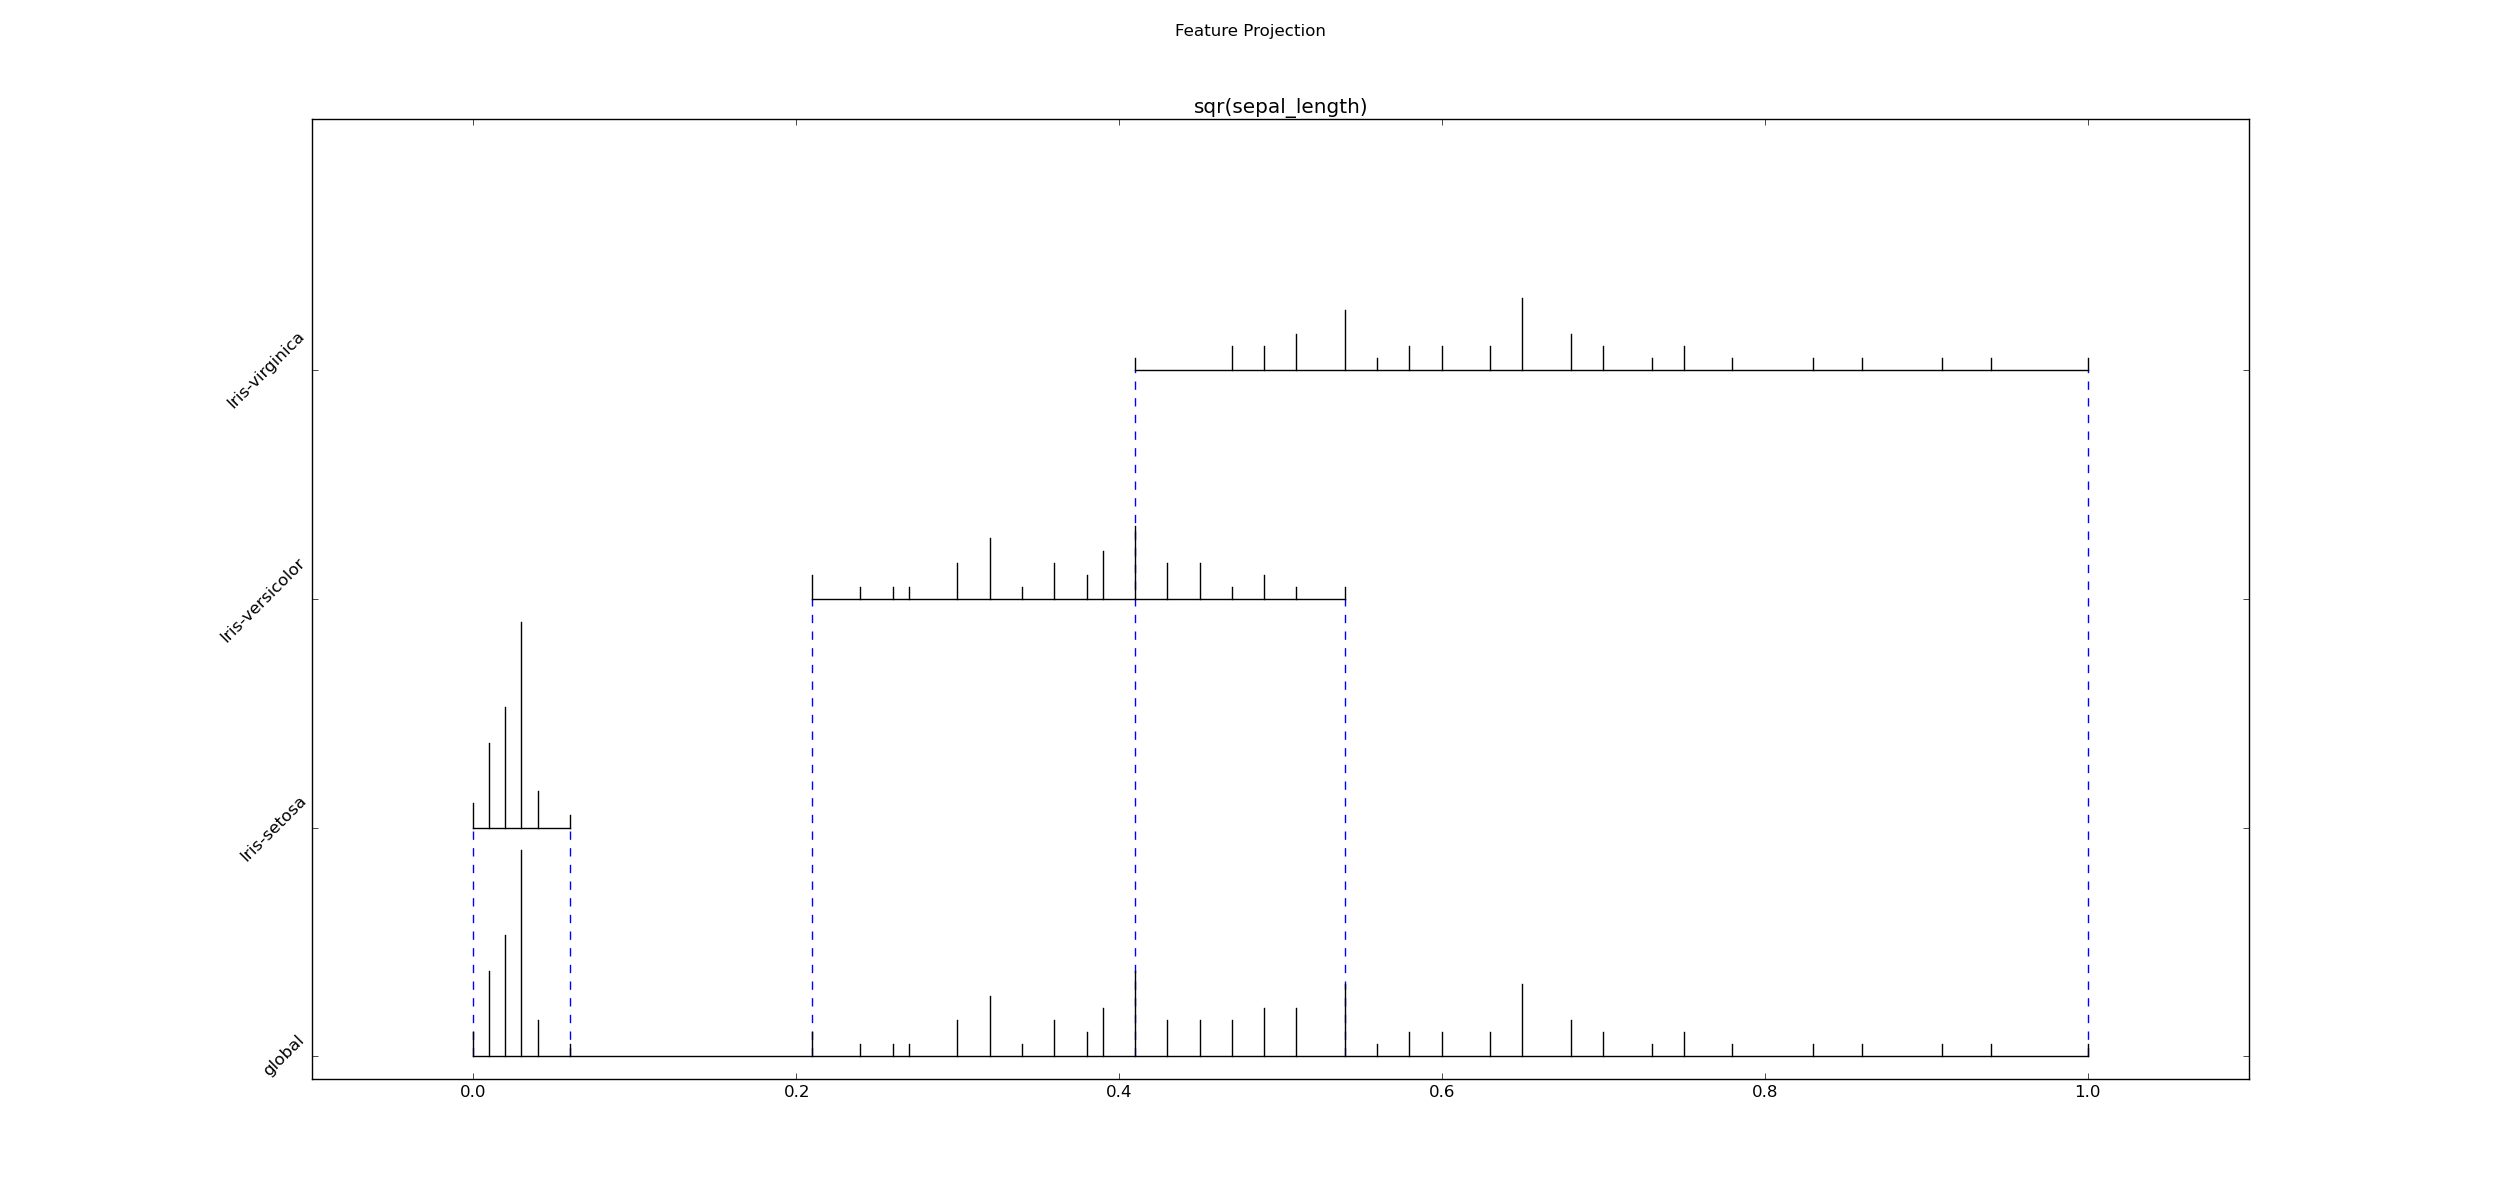 Feature Projection
sqr(sepal_length)
Iris-virginica
Iris-versicolor
Iris-setosa
global
0.0 0.2 0.4 0.6 0.8 1.0